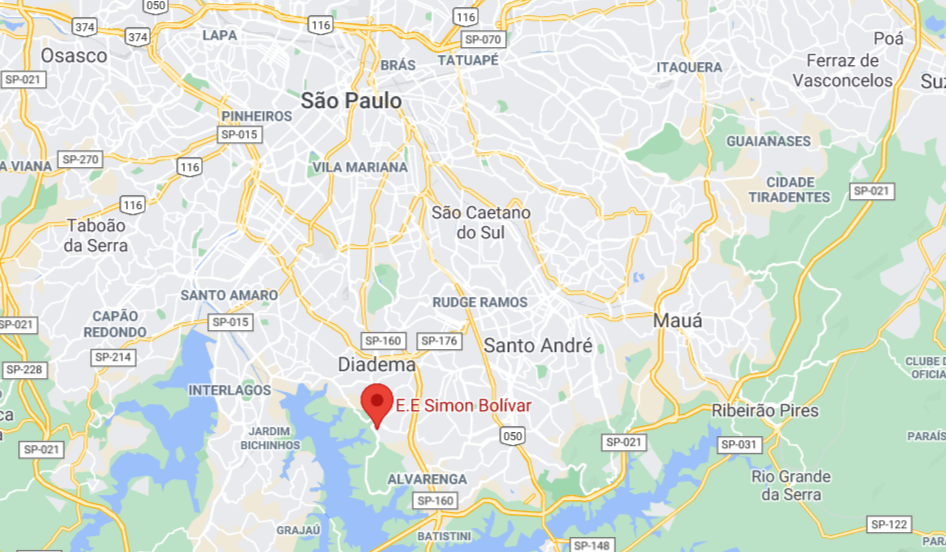 050
374
374
116
116
LAPA
SP-070
Osasco
BRÁS
TATUAPÉ
ITAQUERA
Poá
Ferraz de
Vasconcelos
SP-021
São Paulo
PINHEIROS
SP-015
GUAIANASES
SP-270
116
VILA MARIANA
A VIANA
CIDADE
TIRADENTES
SP-021
116
Taboão
da Serra
São Caetano
do Sul
SANTO AMARO
RUDGE RAMOS
CAPÃO
REDONDO
SP-015
Mauá
SP-021
SP-214
SP-160
SP-176
Santo André
Diadema
SP-228
INTERLAGOS
E.E Simon Bolívar
Ribeirão Pires
CLUBE D
OFICIA
JARDIM
BICHINHOS
050
SP-021
SP-031
PARAÍS
SP-021
ALVARENGA
Rio Grande
da Serra
SP-160
GRAJAÚ
BATISTINI
SP-148
SP-122